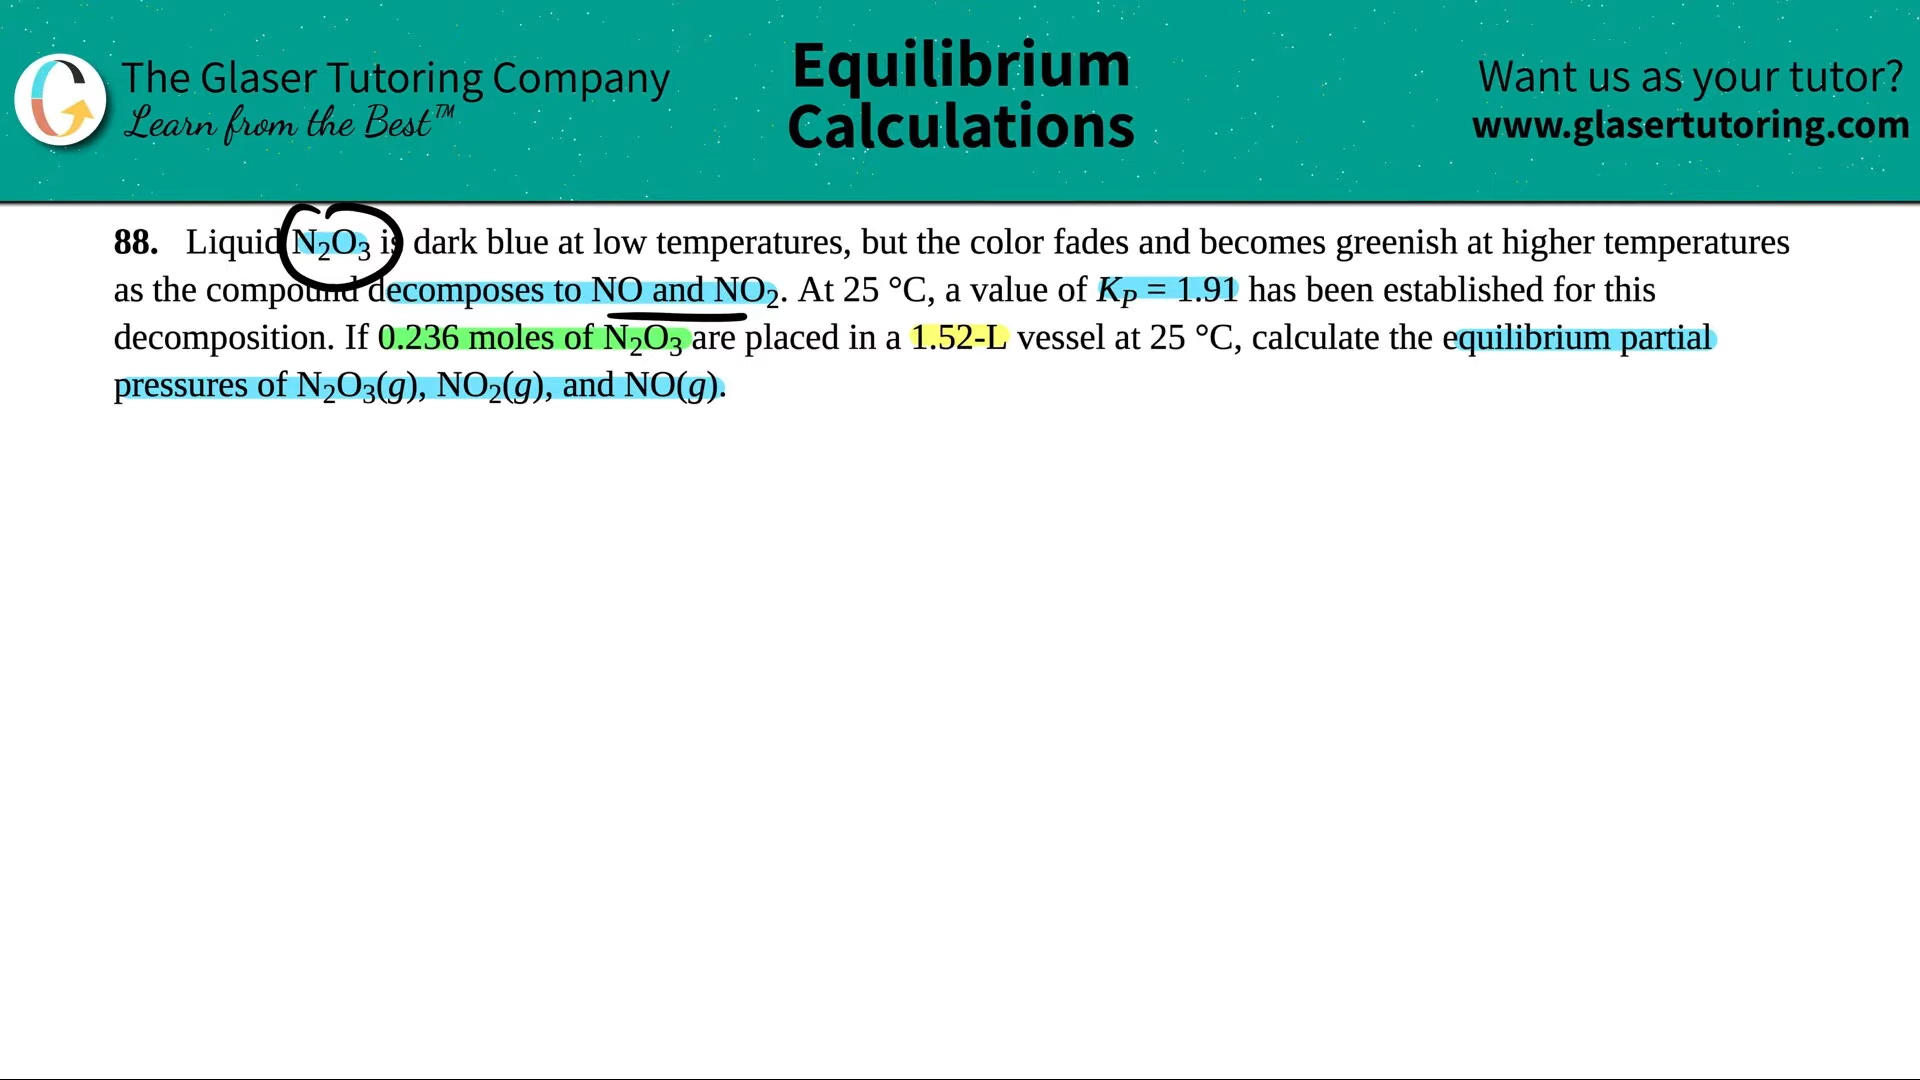 The Glaser Tutoring Company
Learn from the Best™
Equilibrium
Calculations
Want us as your tutor?
www.glasertutoring.com
88. Liquid N₂O₃ is dark blue at low temperatures, but the color fades and becomes greenish at higher temperatures
as the compound decomposes to NO and NO₂. At 25 °C, a value of K_P = 1.91 has been established for this
decomposition. If 0.236 moles of N₂O₃ are placed in a 1.52-L vessel at 25 °C, calculate the equilibrium partial
pressures of N₂O₃(g), NO₂(g), and NO(g).